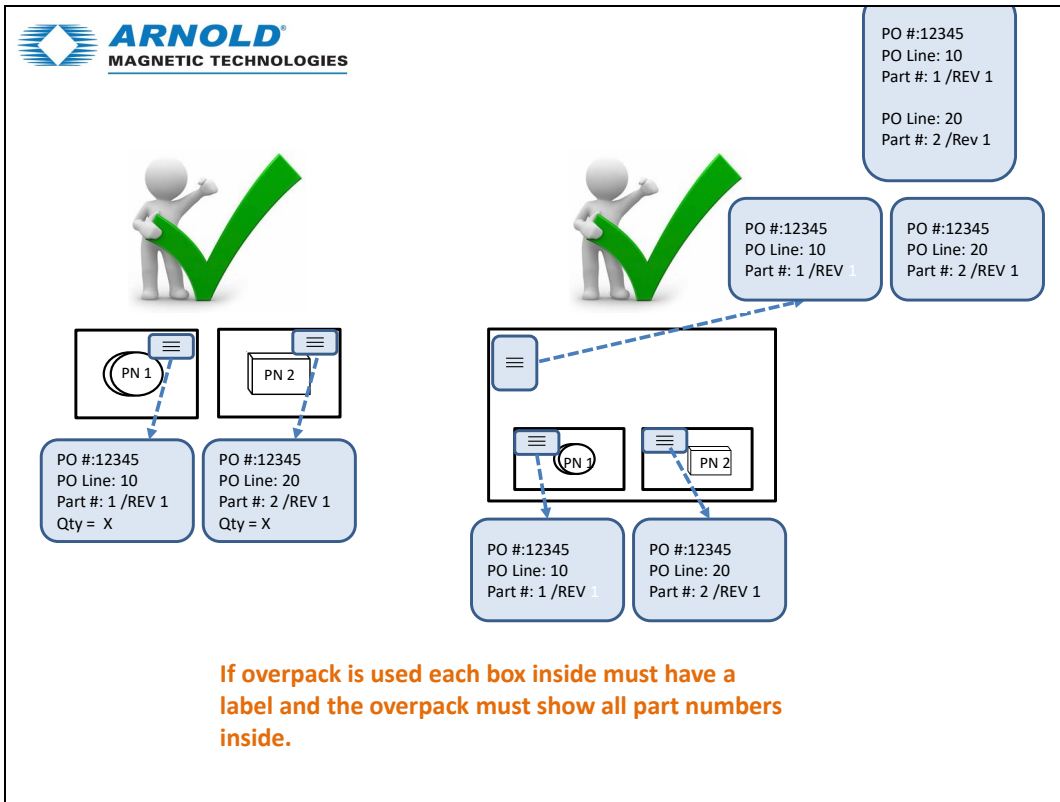 ARNOLD®
MAGNETIC TECHNOLOGIES
PO #:12345
PO Line: 10
Part #: 1 /REV 1
PO Line: 20
Part #: 2 /Rev 1
PO #:12345
PO Line: 10
Part #: 1 /REV 1
PO #:12345
PO Line: 20
Part #: 2 /REV 1
PN 1
PN 2
PN 1
PN 2
PO #:12345
PO Line: 10
Part #: 1 /REV 1
Qty = X
PO #:12345
PO Line: 20
Part #: 2 /REV 1
Qty = X
PO #:12345
PO Line: 10
Part #: 1 /REV 1
PO #:12345
PO Line: 20
Part #: 2 /REV 1
If overpack is used each box inside must have a
label and the overpack must show all part numbers
inside.